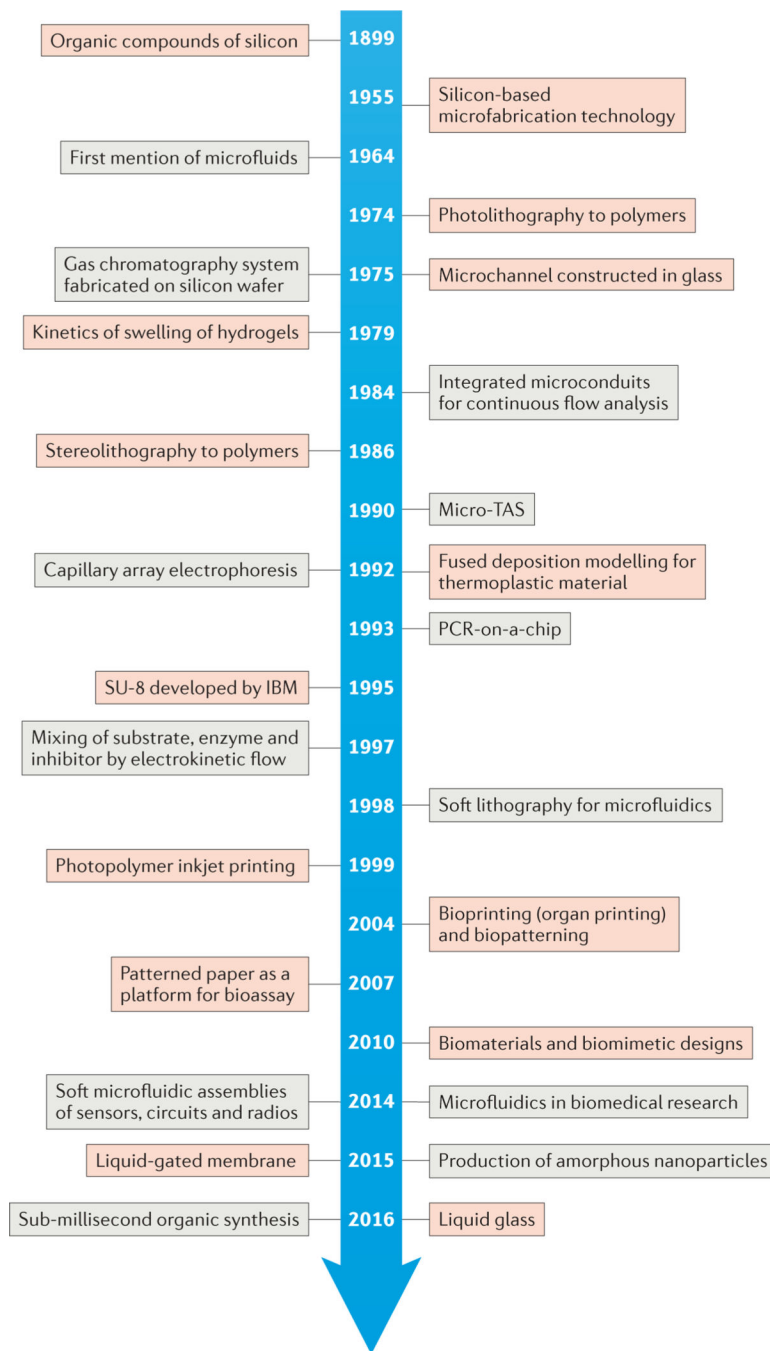 Organic compounds of silicon
1899
1955
Silicon-based
microfabrication technology
First mention of microfluids
1964
1974
Photolithography to polymers
Gas chromatography system
fabricated on silicon wafer
1975
Microchannel constructed in glass
Kinetics of swelling of hydrogels
1979
1984
Integrated microconduits
for continuous flow analysis
Stereolithography to polymers
1986
1990
Micro-TAS
Capillary array electrophoresis
1992
Fused deposition modelling for
thermoplastic material
1993
PCR-on-a-chip
SU-8 developed by IBM
1995
Mixing of substrate, enzyme and
inhibitor by electrokinetic flow
1997
1998
Soft lithography for microfluidics
Photopolymer inkjet printing
1999
2004
Bioprinting (organ printing)
and biopatterning
Patterned paper as a
platform for bioassay
2007
2010
Biomaterials and biomimetic designs
Soft microfluidic assemblies
of sensors, circuits and radios
2014
Microfluidics in biomedical research
Liquid-gated membrane
2015
Production of amorphous nanoparticles
Sub-millisecond organic synthesis
2016
Liquid glass